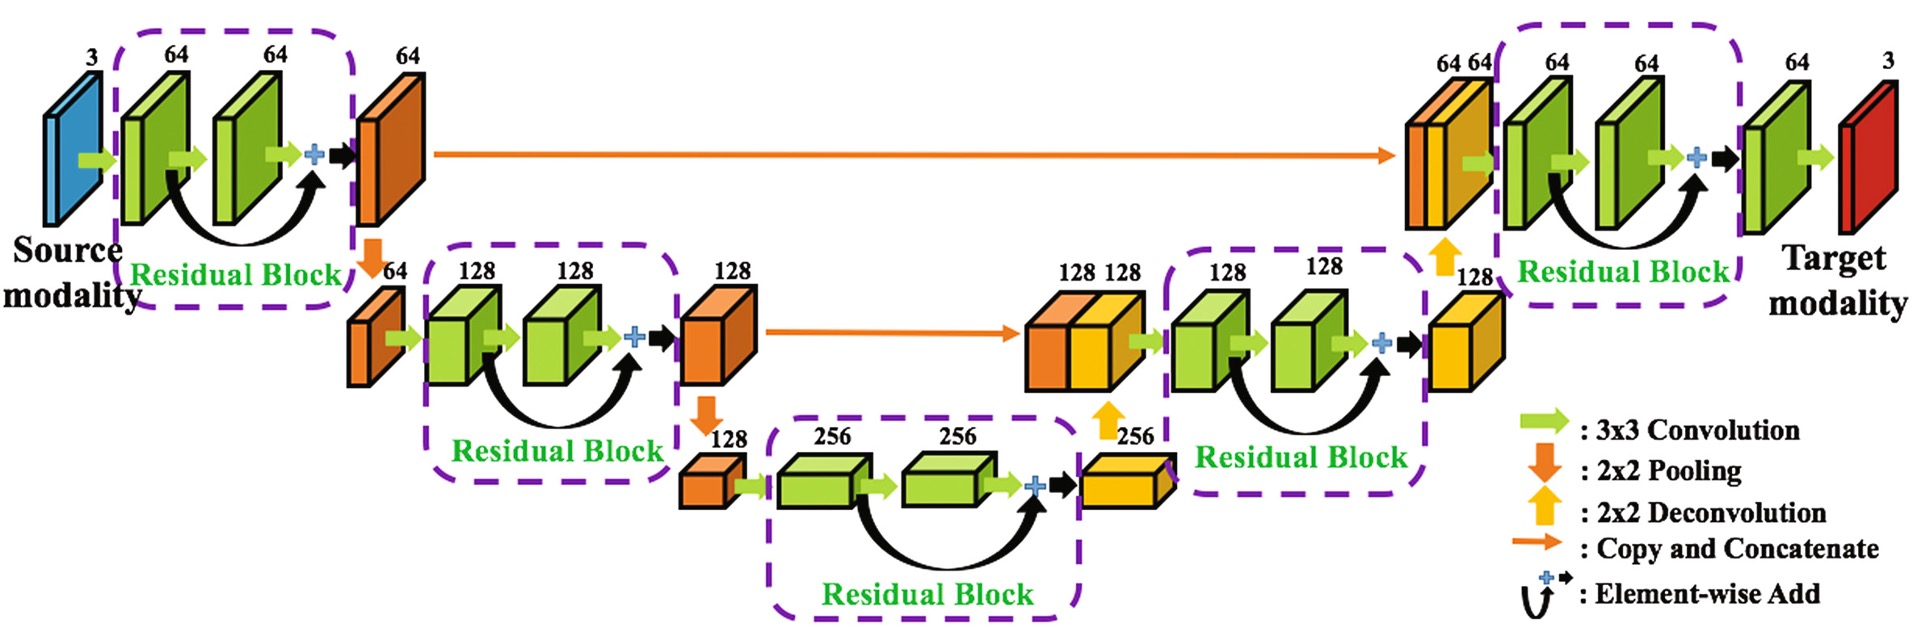 3
64
64
64
64 64
64
64
64
3
Source
modality
Residual Block
Residual Block
Target
modality
64
128
128
128
128 128
128
128
128
Residual Block
Residual Block
128
256
256
256
Residual Block
: 3x3 Convolution
: 2x2 Pooling
: 2x2 Deconvolution
: Copy and Concatenate
: Element-wise Add